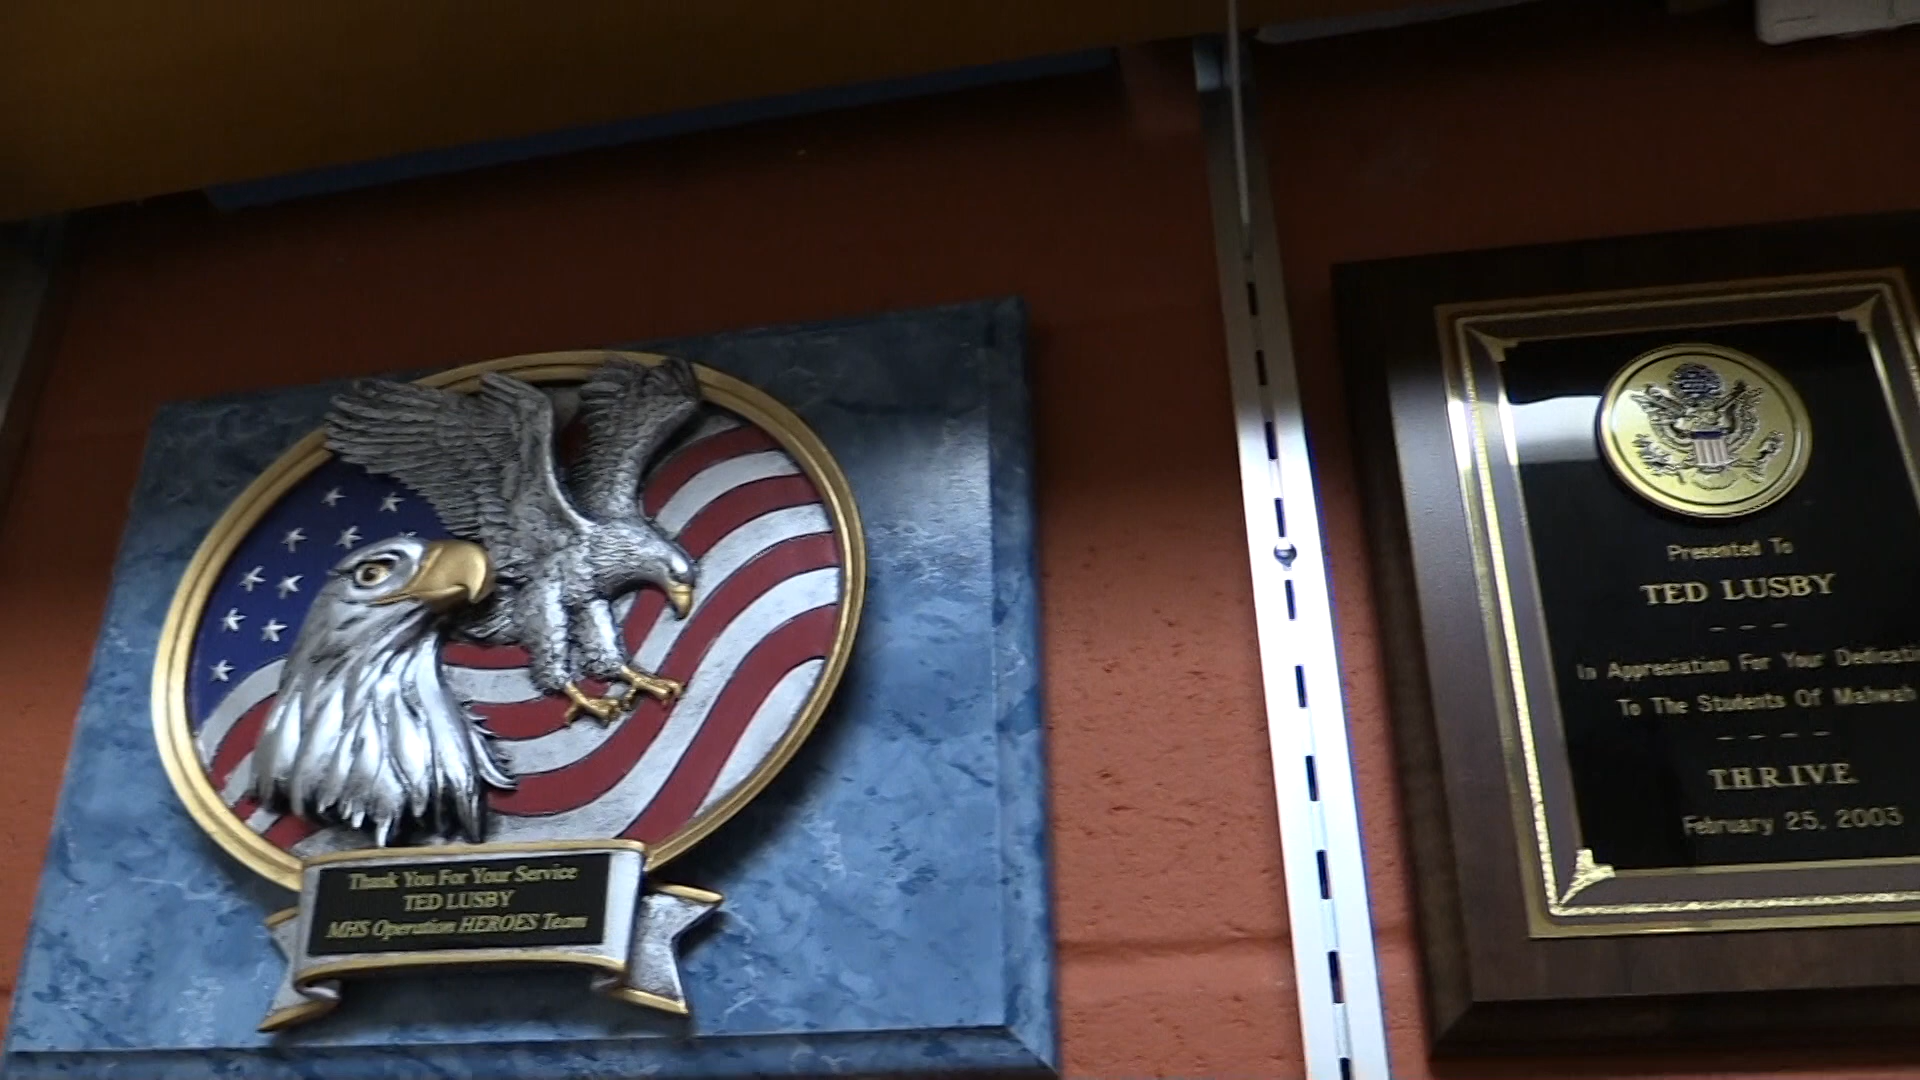 Thank You For Your Service
TED LUSBY
MHS Operation HEROES Team
Presented To
TED LUSBY
In Appreciation For Your
To The Students Of Mahwah
T.H.R.I.V.E.
February 25, 2003